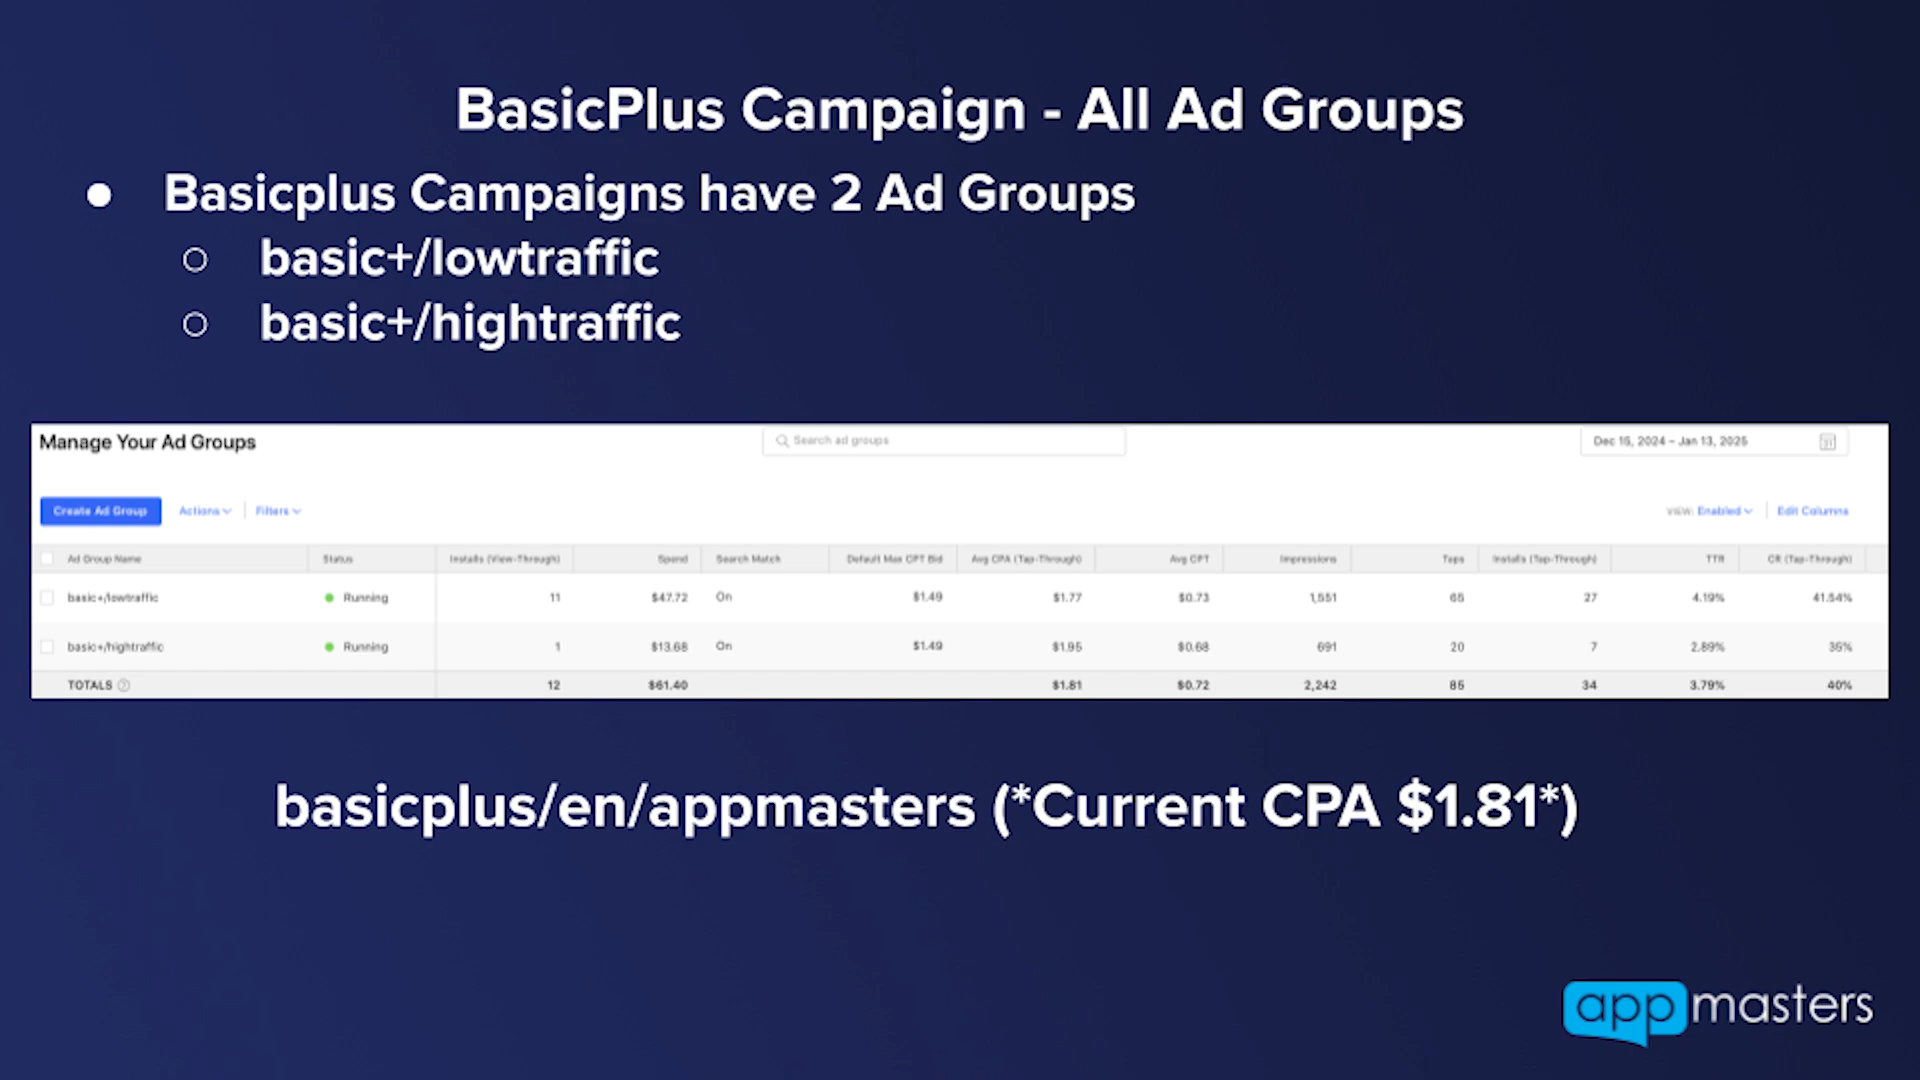 BasicPlus Campaign - All Ad Groups
● Basicplus Campaigns have 2 Ad Groups
○ basic+/lowtraffic
○ basic+/hightraffic
Manage Your Ad Groups Search ad groups Dec 15, 2024 – Jan 13, 2025
Create Ad Group Actions Filters VIEW: Enabled Edit Columns
Ad Group Name Status Installs (View-Through) Spend Search Match Default Max CPT Bid Avg CPA (Tap-Through) Avg CPT Impressions Taps Installs (Tap-Through) TTR CR (Tap-Through)
basic+/lowtraffic Running 11 $47.72 On $1.49 $1.77 $0.73 1,551 65 27 4.19% 41.54%
basic+/hightraffic Running 1 $13.68 On $1.49 $1.95 $0.68 691 20 7 2.89% 35%
TOTALS ? 12 $61.40 $1.81 $0.72 2,242 85 34 3.79% 40%
basicplus/en/appmasters (*Current CPA $1.81*)
appmasters